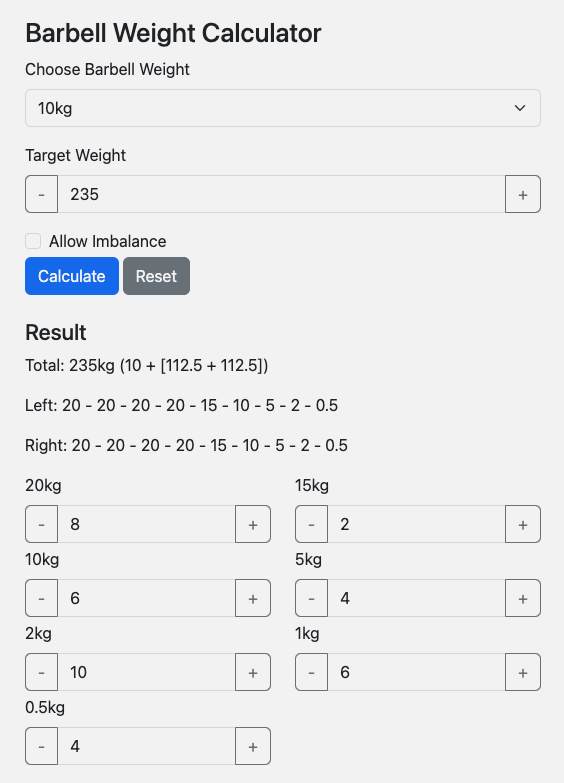 Barbell Weight Calculator
Choose Barbell Weight
10kg
Target Weight
- 235 +
Allow Imbalance
Calculate Reset
Result
Total: 235kg (10 + [112.5 + 112.5])
Left: 20 - 20 - 20 - 20 - 15 - 10 - 5 - 2 - 0.5
Right: 20 - 20 - 20 - 20 - 15 - 10 - 5 - 2 - 0.5
20kg 15kg
- 8 + - 2 +
10kg 5kg
- 6 + - 4 +
2kg 1kg
- 10 + - 6 +
0.5kg
- 4 +